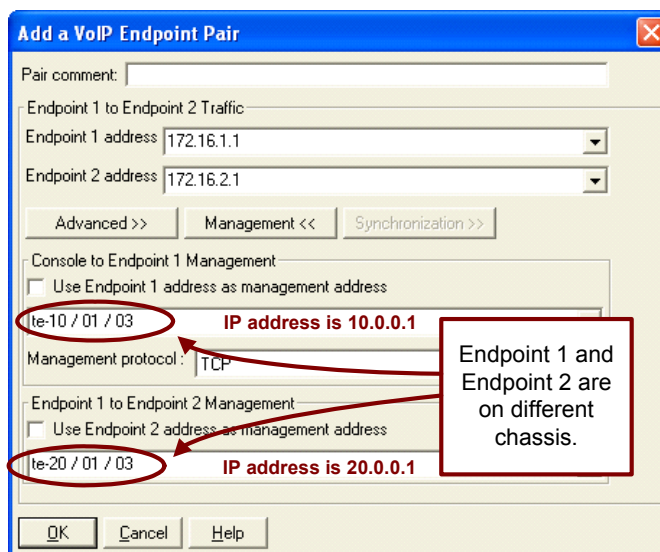 Add a VoIP Endpoint Pair
Pair comment:
Endpoint 1 to Endpoint 2 Traffic
Endpoint 1 address 172.16.1.1
Endpoint 2 address 172.16.2.1
Advanced >> Management << Synchronization >>
Console to Endpoint 1 Management
Use Endpoint 1 address as management address
te-10 / 01 / 03 IP address is 10.0.0.1
Management protocol : TCP
Endpoint 1 and
Endpoint 2 are
on different
chassis.
Endpoint 1 to Endpoint 2 Management
Use Endpoint 2 address as management address
te-20 / 01 / 03 IP address is 20.0.0.1
OK Cancel Help